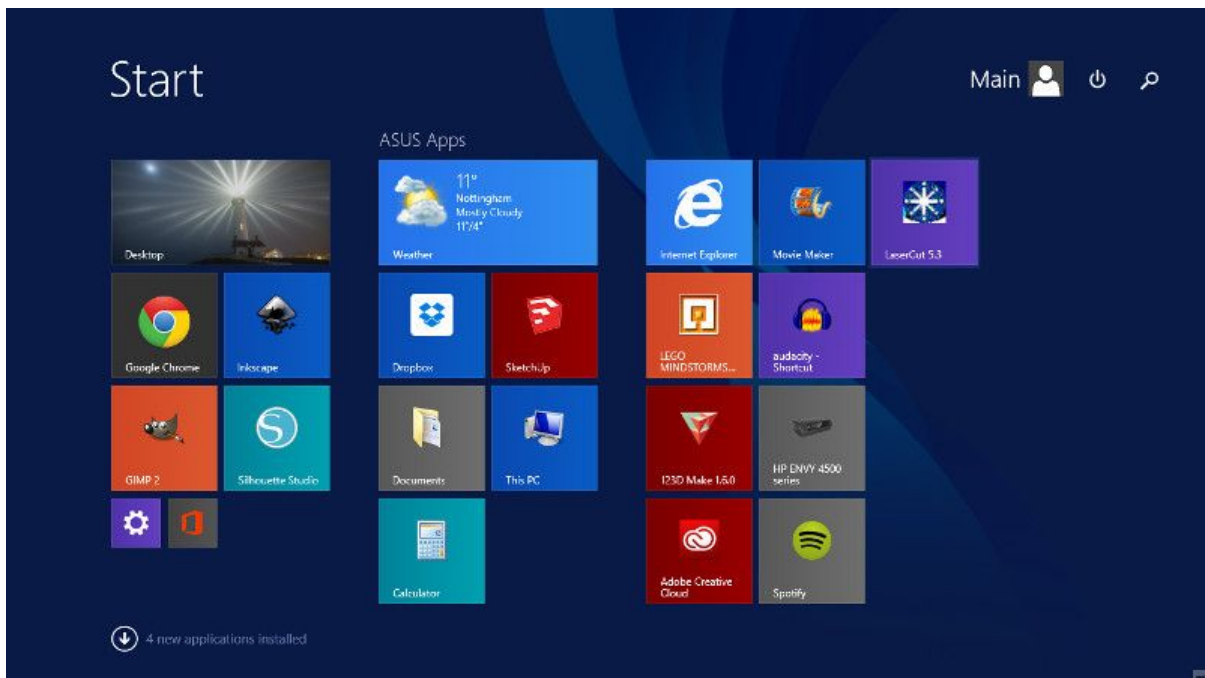 Start
Main
ASUS Apps
Desktop
11°
Nottingham
Mostly Cloudy
11°/4°
Weather
Internet Explorer
Movie Maker
LaserCut 5.3
Google Chrome
Inkscape
Dropbox
SketchUp
LEGO
MINDSTORMS...
audacity -
Shortcut
GIMP 2
Silhouette Studio
Documents
This PC
123D Make 1.6.0
HP ENVY 4500
series
Calculator
Adobe Creative
Cloud
Spotify
4 new applications installed